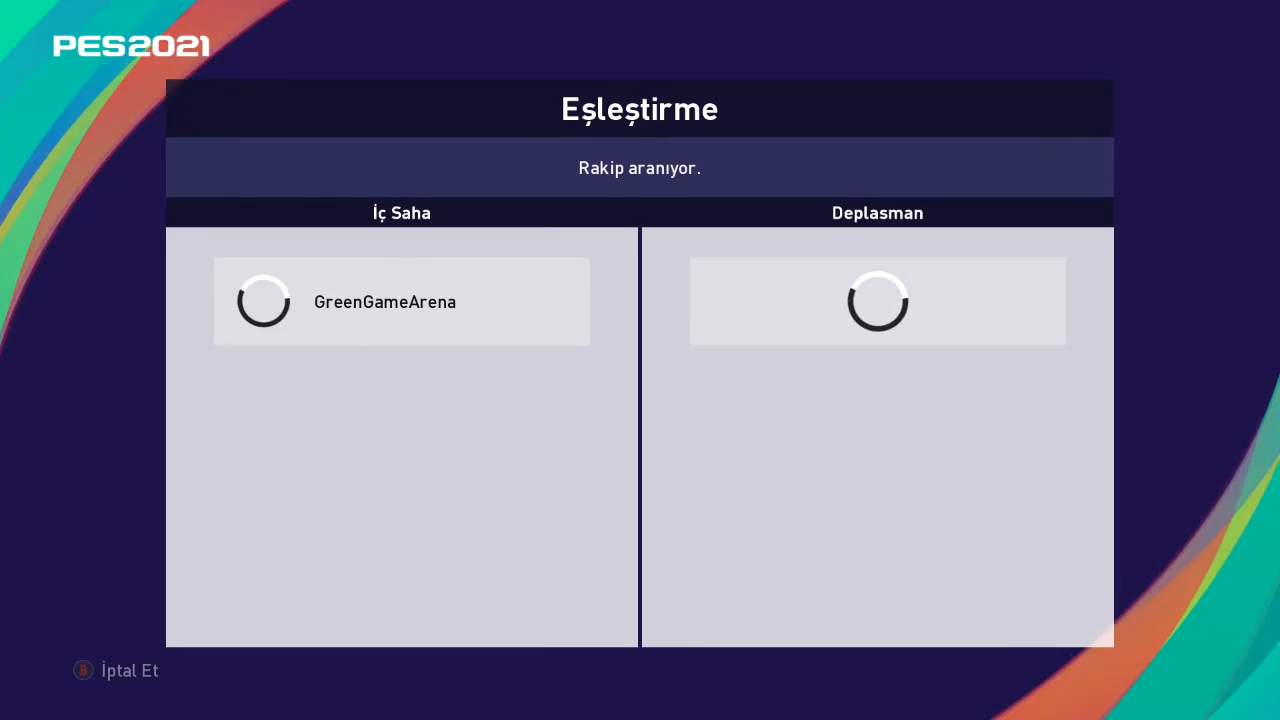 PES2021
Eşleştirme
Rakip aranıyor.
İç Saha
Deplasman
GreenGameArena
B İptal Et